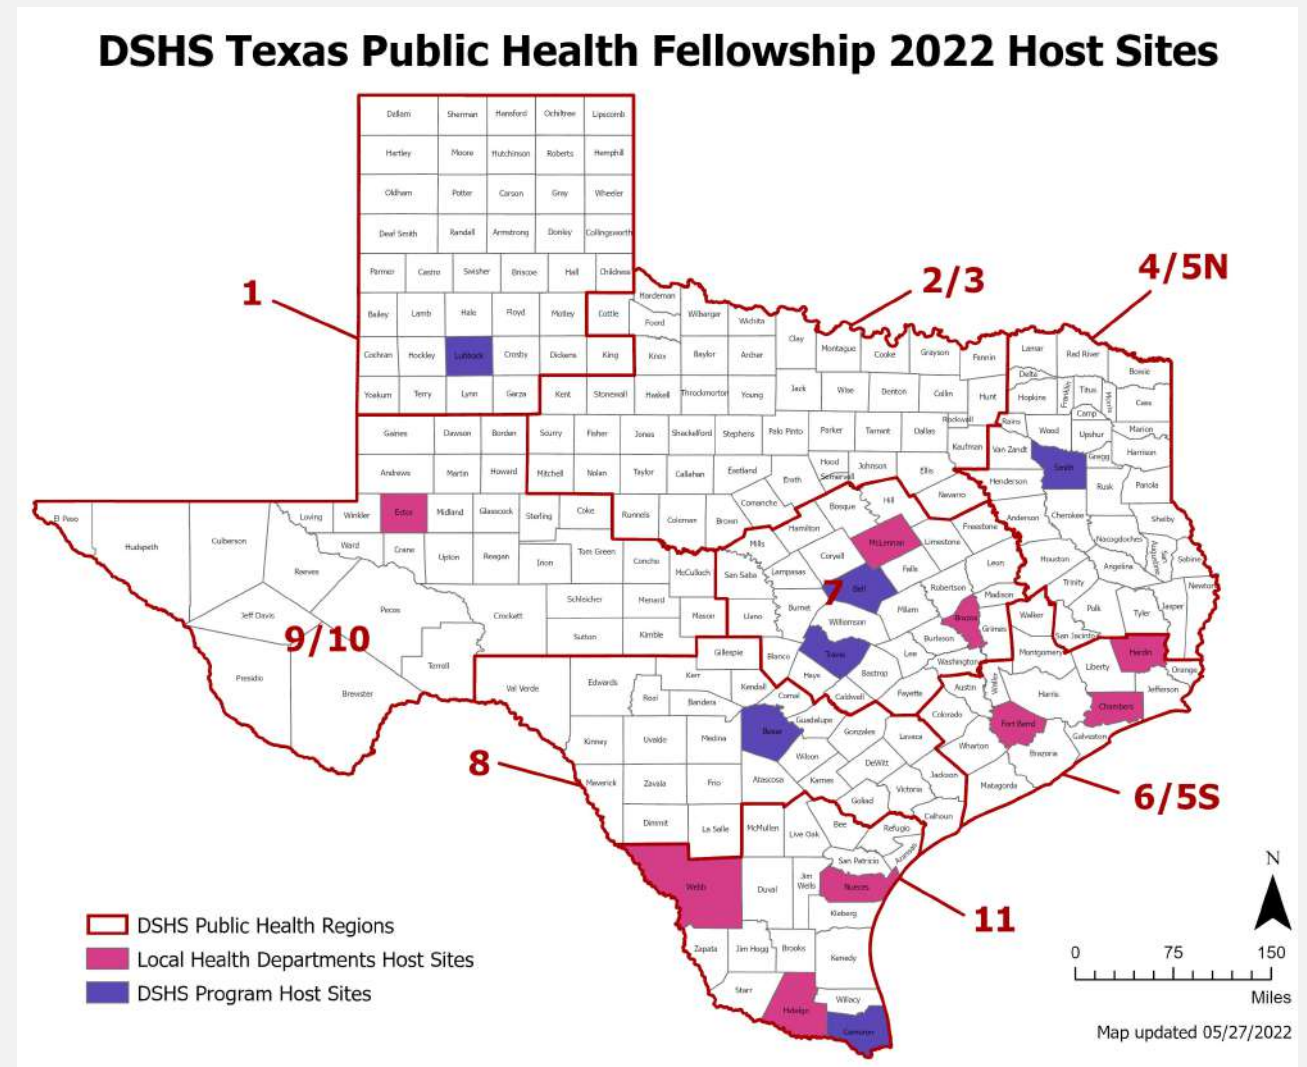 DSHS Texas Public Health Fellowship 2022 Host Sites
Dallam Sherman Hansford Ochiltree Lipscomb
Hartley Moore Hutchinson Roberts Hemphill
Oldham Potter Carson Gray Wheeler
Deaf Smith Randall Armstrong Donley Collingsworth
Parmer Castro Swisher Briscoe Hall Childress
1
2/3
4/5N
Bailey Lamb Hale Floyd Motley Cottle Hardeman
Foard Wilbarger Wichita
Cochran Hockley Lubbock Crosby Dickens King Knox Baylor Archer Clay Montague Cooke Grayson Fannin Lamar Red River Bowie
Delta Hopkins Franklin Titus Morris Cass Camp
Yoakum Terry Lynn Garza Kent Stonewall Haskell Throckmorton Young Jack Wise Denton Collin Hunt
Rockwall Rains Wood Upshur Marion
Gaines Dawson Borden Scurry Fisher Jones Shackelford Stephens Palo Pinto Parker Tarrant Dallas Kaufman Van Zandt Gregg Harrison
Andrews Martin Howard Mitchell Nolan Taylor Callahan Eastland Erath Hood Somervell Johnson Ellis Henderson Smith Rusk Panola
El Paso Hudspeth Culberson Loving Winkler Ector Midland Glasscock Sterling Coke Runnels Coleman Brown Comanche Bosque Hill Navarro
Hamilton McLennan Limestone Freestone Anderson Cherokee Shelby
Nacogdoches San Augustine Sabine
Reeves Ward Crane Upton Reagan Irion Tom Green Concho McCulloch San Saba Mills Lampasas Coryell Falls Leon Houston Angelina
Trinity Newton
Jeff Davis Pecos Crockett Schleicher Menard Mason Llano Burnet Bell Milam Robertson Madison Walker Polk Tyler Jasper
7
9/10
Sutton Kimble Williamson Brazos Grimes San Jacinto
Burleson Hardin
Presidio Brewster Terrell Gillespie Blanco Travis Lee Washington Montgomery Liberty Orange
Val Verde Edwards Kerr Real Bandera Kendall Hays Bastrop Comal Caldwell Fayette Austin Waller Harris Jefferson
Chambers
Kinney Uvalde Medina Bexar Guadalupe Gonzales Lavaca Colorado Fort Bend Galveston
Wharton Brazoria
8
Maverick Zavala Frio Atascosa Wilson Karnes DeWitt Victoria Jackson Matagorda
6/5S
Goliad Calhoun
Dimmit La Salle McMullen Live Oak Bee Refugio
San Patricio Aransas
Webb Duval Jim Wells Nueces
Kleberg
11
Zapata Jim Hogg Brooks Kenedy
Starr Hidalgo Willacy Cameron
DSHS Public Health Regions
Local Health Departments Host Sites
DSHS Program Host Sites
N
0 75 150
Miles
Map updated 05/27/2022